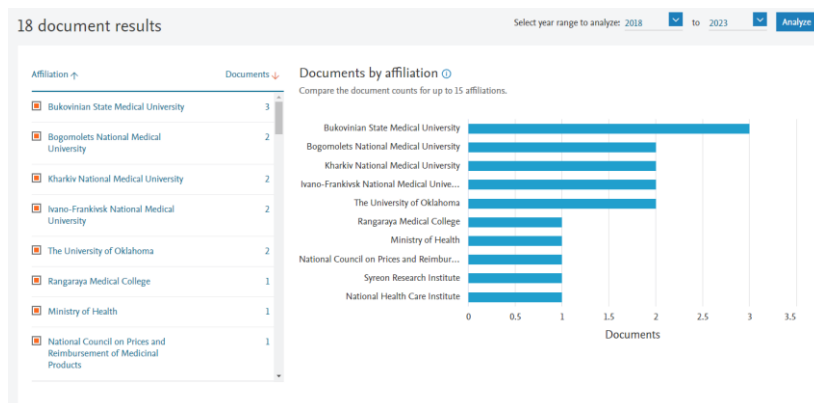 18 document results
Select year range to analyze: 2018 to 2023 Analyze
Affiliation Documents
Bukovinian State Medical University 3
Bogomolets National Medical 2
University
Kharkiv National Medical University 2
Ivano-Frankivsk National Medical 2
University
The University of Oklahoma 2
Rangaraya Medical College 1
Ministry of Health 1
National Council on Prices and 1
Reimbursement of Medicinal
Products
Documents by affiliation
Compare the document counts for up to 15 affiliations.
Bukovinian State Medical University
Bogomolets National Medical University
Kharkiv National Medical University
Ivano-Frankivsk National Medical Unive...
The University of Oklahoma
Rangaraya Medical College
Ministry of Health
National Council on Prices and Reimbur...
Syreon Research Institute
National Health Care Institute
0 0.5 1 1.5 2 2.5 3 3.5
Documents